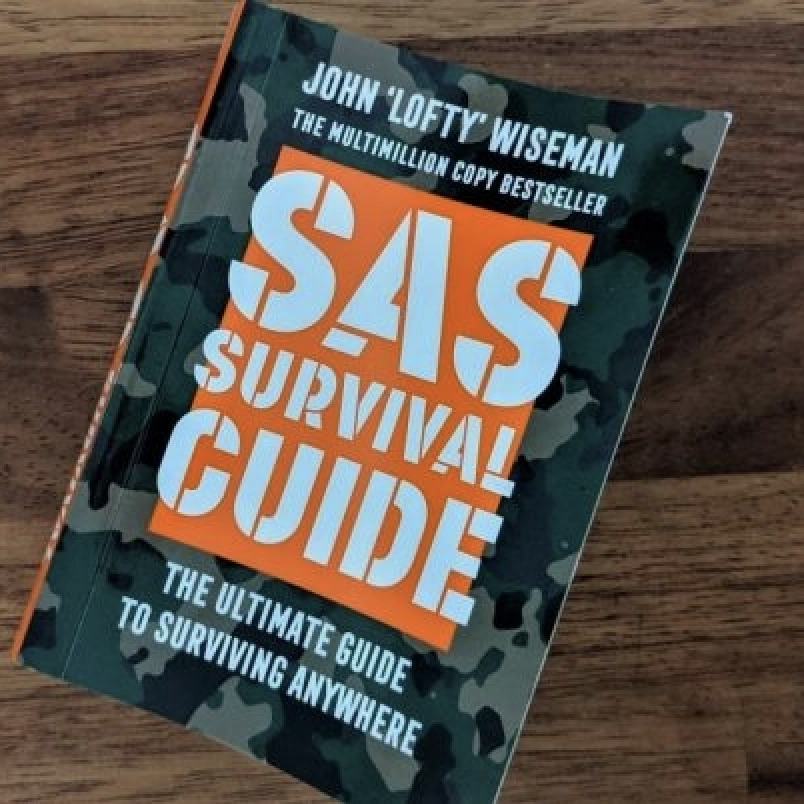 JOHN 'LOFTY' WISEMAN
THE MULTIMILLION COPY BESTSELLER
SAS
SURVIVAL
GUIDE
THE ULTIMATE GUIDE
TO SURVIVING ANYWHERE